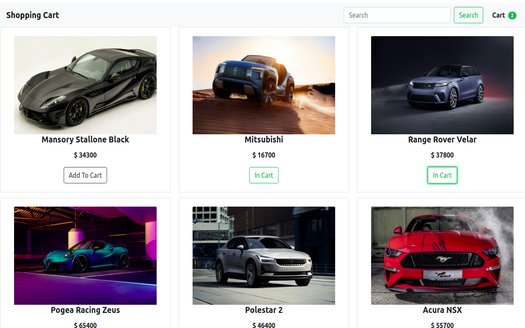 Shopping Cart
Search
Search
Cart 2
Mansory Stallone Black
$ 34300
Add To Cart
Mitsubishi
$ 16700
In Cart
Range Rover Velar
$ 37800
In Cart
Pogea Racing Zeus
$ 65400
Polestar 2
$ 46400
Acura NSX
$ 55700